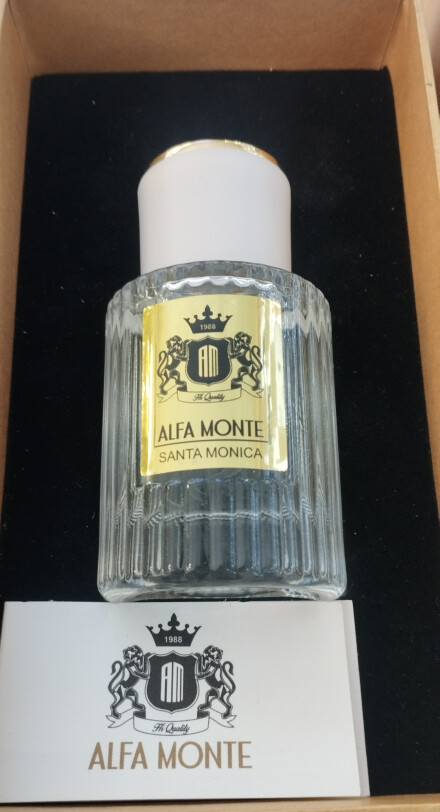 1988
AM
Hi Quality
ALFA MONTE
SANTA MONICA
1988
AM
Hi Quality
ALFA MONTE